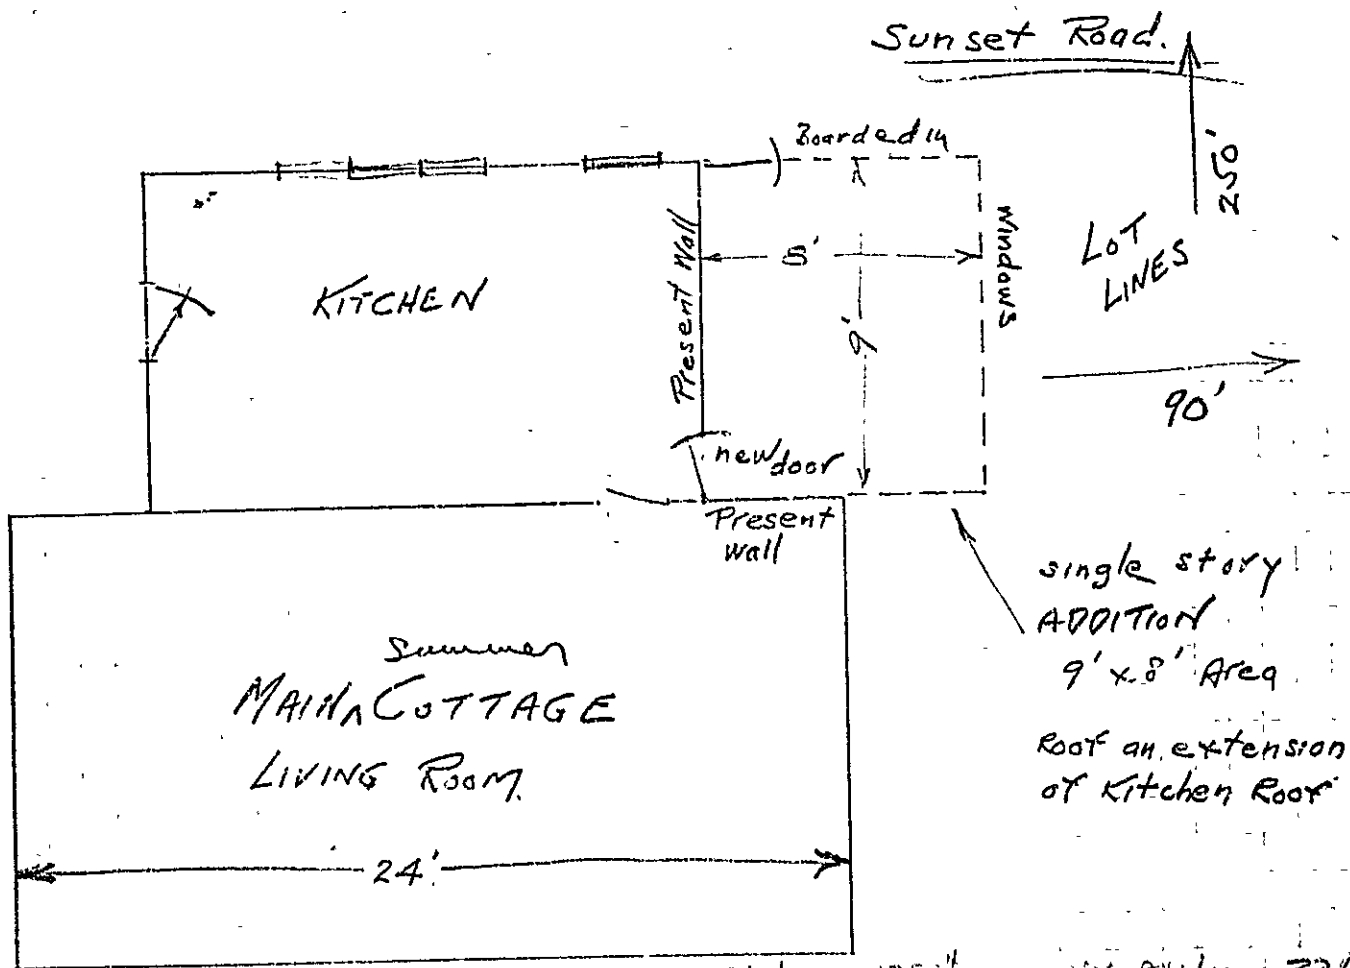 Sunset Road.
Boarded in
250'
Windows
LOT
LINES
Present Wall
8'
KITCHEN
9'
90'
new door
Present
wall
single story
ADDITION
9' x 8' Area
Summer
MAIN ^ COTTAGE
Roof an extension
of Kitchen Roof
LIVING ROOM.
24'